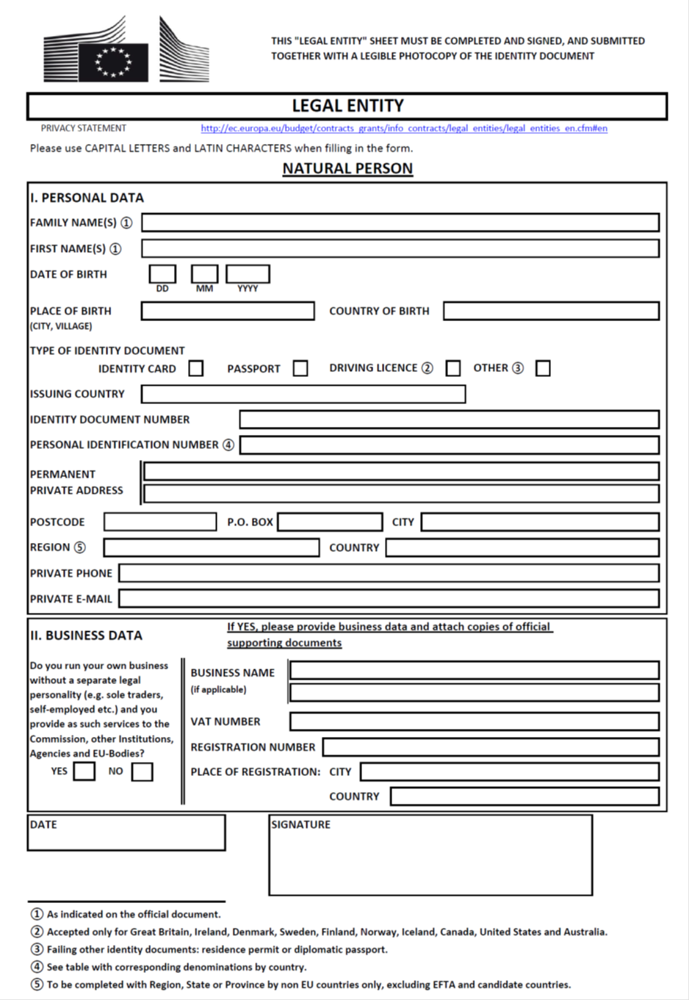 THIS "LEGAL ENTITY" SHEET MUST BE COMPLETED AND SIGNED, AND SUBMITTED
TOGETHER WITH A LEGIBLE PHOTOCOPY OF THE IDENTITY DOCUMENT
LEGAL ENTITY
PRIVACY STATEMENT http://ec.europa.eu/budget/contracts_grants/info_contracts/legal_entities/legal_entities_en.cfm#en
Please use CAPITAL LETTERS and LATIN CHARACTERS when filling in the form.
NATURAL PERSON
I. PERSONAL DATA
FAMILY NAME(S) ①
FIRST NAME(S) ①
DATE OF BIRTH
DD MM YYYY
PLACE OF BIRTH COUNTRY OF BIRTH
(CITY, VILLAGE)
TYPE OF IDENTITY DOCUMENT
IDENTITY CARD PASSPORT DRIVING LICENCE ② OTHER ③
ISSUING COUNTRY
IDENTITY DOCUMENT NUMBER
PERSONAL IDENTIFICATION NUMBER ④
PERMANENT
PRIVATE ADDRESS
POSTCODE P.O. BOX CITY
REGION ⑤ COUNTRY
PRIVATE PHONE
PRIVATE E-MAIL
II. BUSINESS DATA
If YES, please provide business data and attach copies of official
supporting documents
Do you run your own business
without a separate legal
personality (e.g. sole traders,
self-employed etc.) and you
provide as such services to the
Commission, other Institutions,
Agencies and EU-Bodies?
YES NO
BUSINESS NAME
(if applicable)
VAT NUMBER
REGISTRATION NUMBER
PLACE OF REGISTRATION: CITY
COUNTRY
DATE SIGNATURE
① As indicated on the official document.
② Accepted only for Great Britain, Ireland, Denmark, Sweden, Finland, Norway, Iceland, Canada, United States and Australia.
③ Failing other identity documents: residence permit or diplomatic passport.
④ See table with corresponding denominations by country.
⑤ To be completed with Region, State or Province by non EU countries only, excluding EFTA and candidate countries.